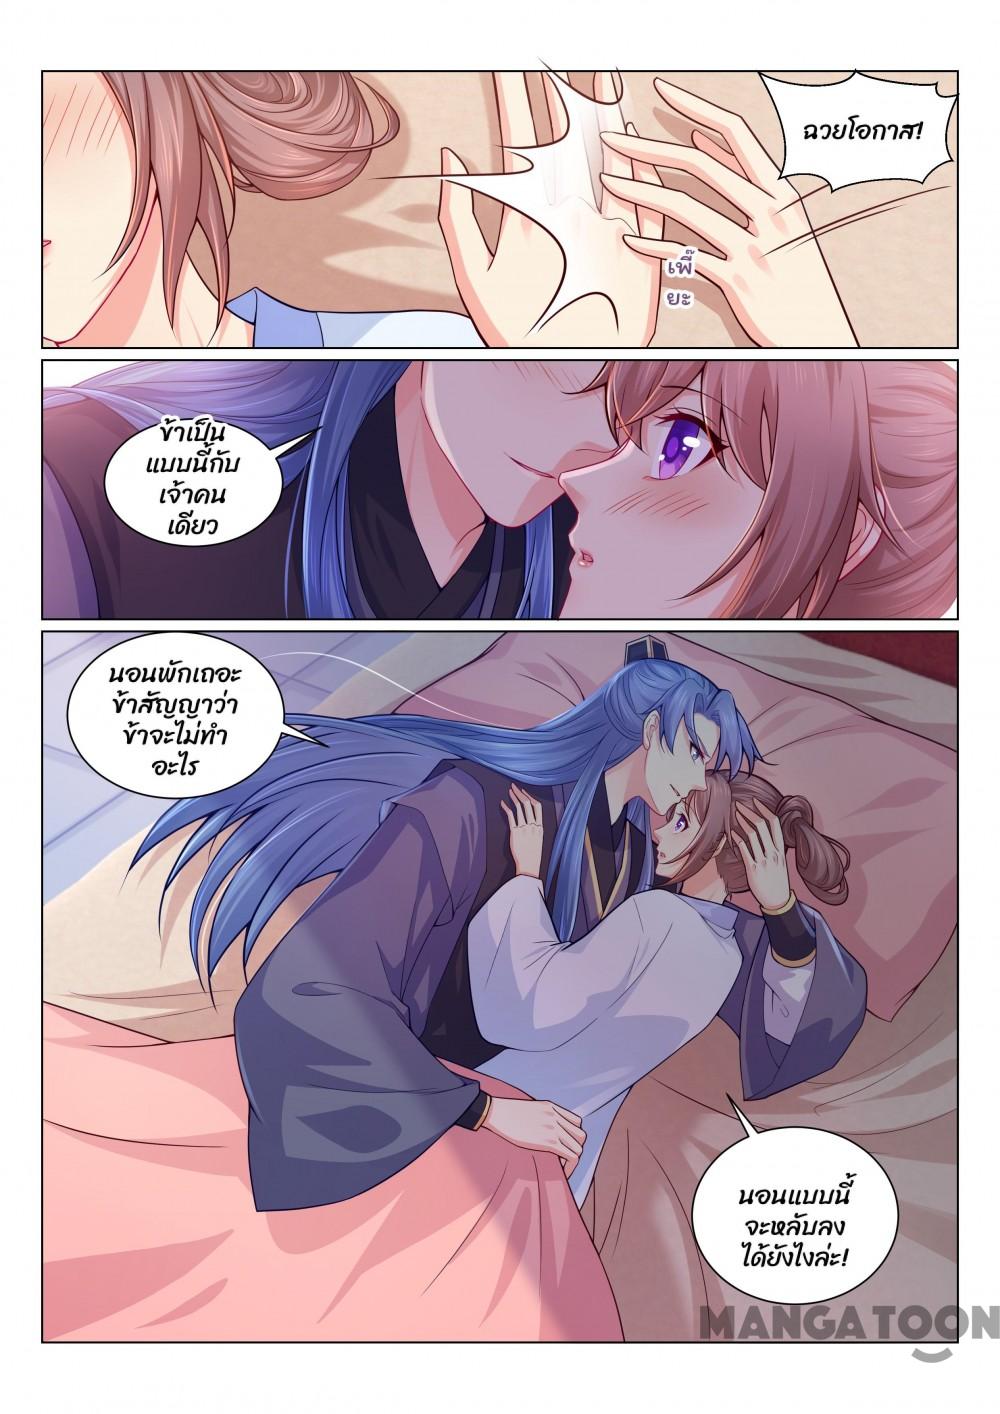 ฉวยโอกาส!
เพี๊
ยะ
ข้าเป็น
แบบนี้กับ
เจ้าคน
เดียว
นอนพักเถอะ
ข้าสัญญาว่า
ข้าจะไม่ทำ
อะไร
นอนแบบนี้
จะหลับลง
ได้ยังไงล่ะ!
MANGATOON